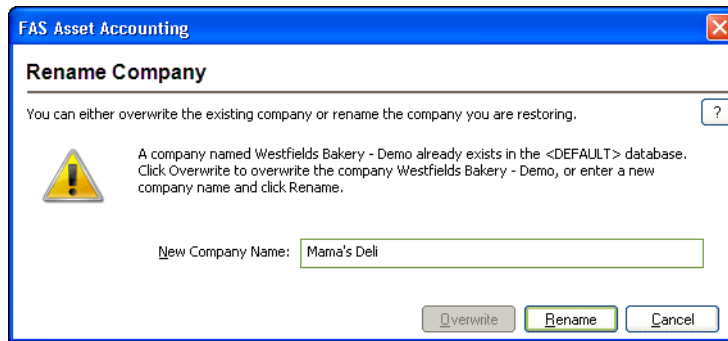 FAS Asset Accounting
Rename Company
You can either overwrite the existing company or rename the company you are restoring.
?
A company named Westfields Bakery - Demo already exists in the <DEFAULT> database.
Click Overwrite to overwrite the company Westfields Bakery - Demo, or enter a new
company name and click Rename.
New Company Name: Mama's Deli
Overwrite Rename Cancel